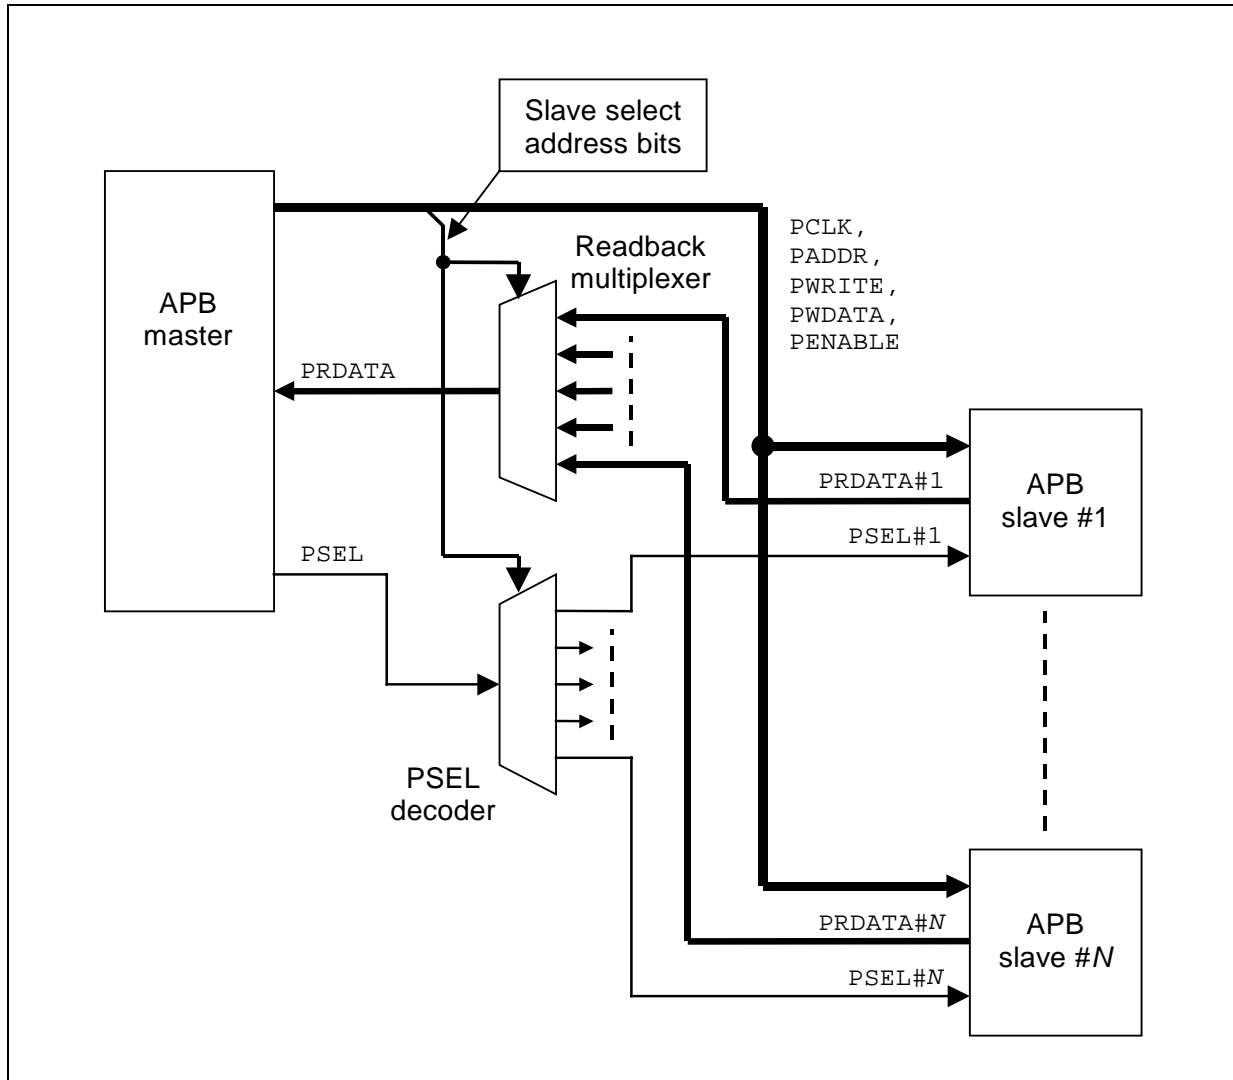 Slave select
address bits
APB
master
Readback
multiplexer
PCLK,
PADDR,
PWRITE,
PWDATA,
PENABLE
PRDATA
PRDATA#1
APB
slave #1
PSEL#1
PSEL
PSEL
decoder
PRDATA#N
APB
slave #N
PSEL#N